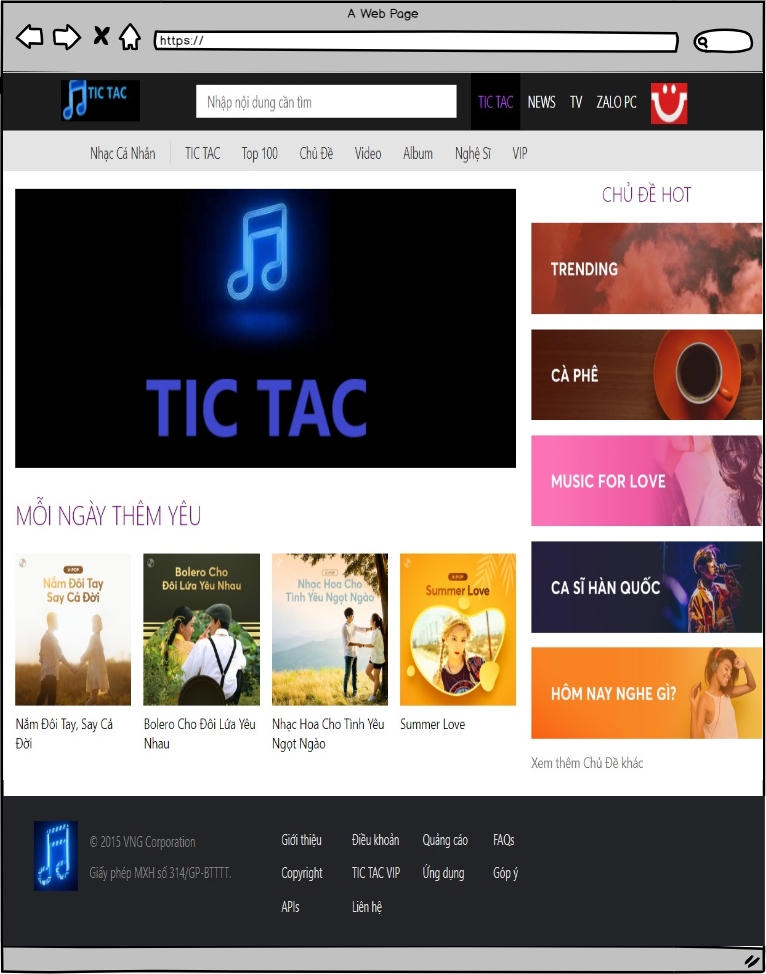 A Web Page
https://
TIC TAC
Nhập nội dung cần tìm
TIC TAC
NEWS
TV
ZALO PC
Nhạc Cá Nhân
TIC TAC
Top 100
Chủ Đề
Video
Album
Nghệ Sĩ
VIP
TIC TAC
CHỦ ĐỀ HOT
TRENDING
CÀ PHÊ
MUSIC FOR LOVE
CA SĨ HÀN QUỐC
HÔM NAY NGHE GÌ?
Xem thêm Chủ Đề khác
MỖI NGÀY THÊM YÊU
V-POP
Nắm Đôi Tay
Say Cả Đời
Bolero Cho
Đôi Lứa Yêu Nhau
V-POP
Nhạc Hoa Cho
Tình Yêu Ngọt Ngào
V-POP
Summer Love
Nắm Đôi Tay, Say Cả
Đời
Bolero Cho Đôi Lứa Yêu
Nhau
Nhạc Hoa Cho Tình Yêu
Ngọt Ngào
Summer Love
© 2015 VNG Corporation
Giấy phép MXH số 314/GP-BTTTT.
Giới thiệu
Điều khoản
Quảng cáo
FAQs
Copyright
TIC TAC VIP
Ứng dụng
Góp ý
APIs
Liên hệ